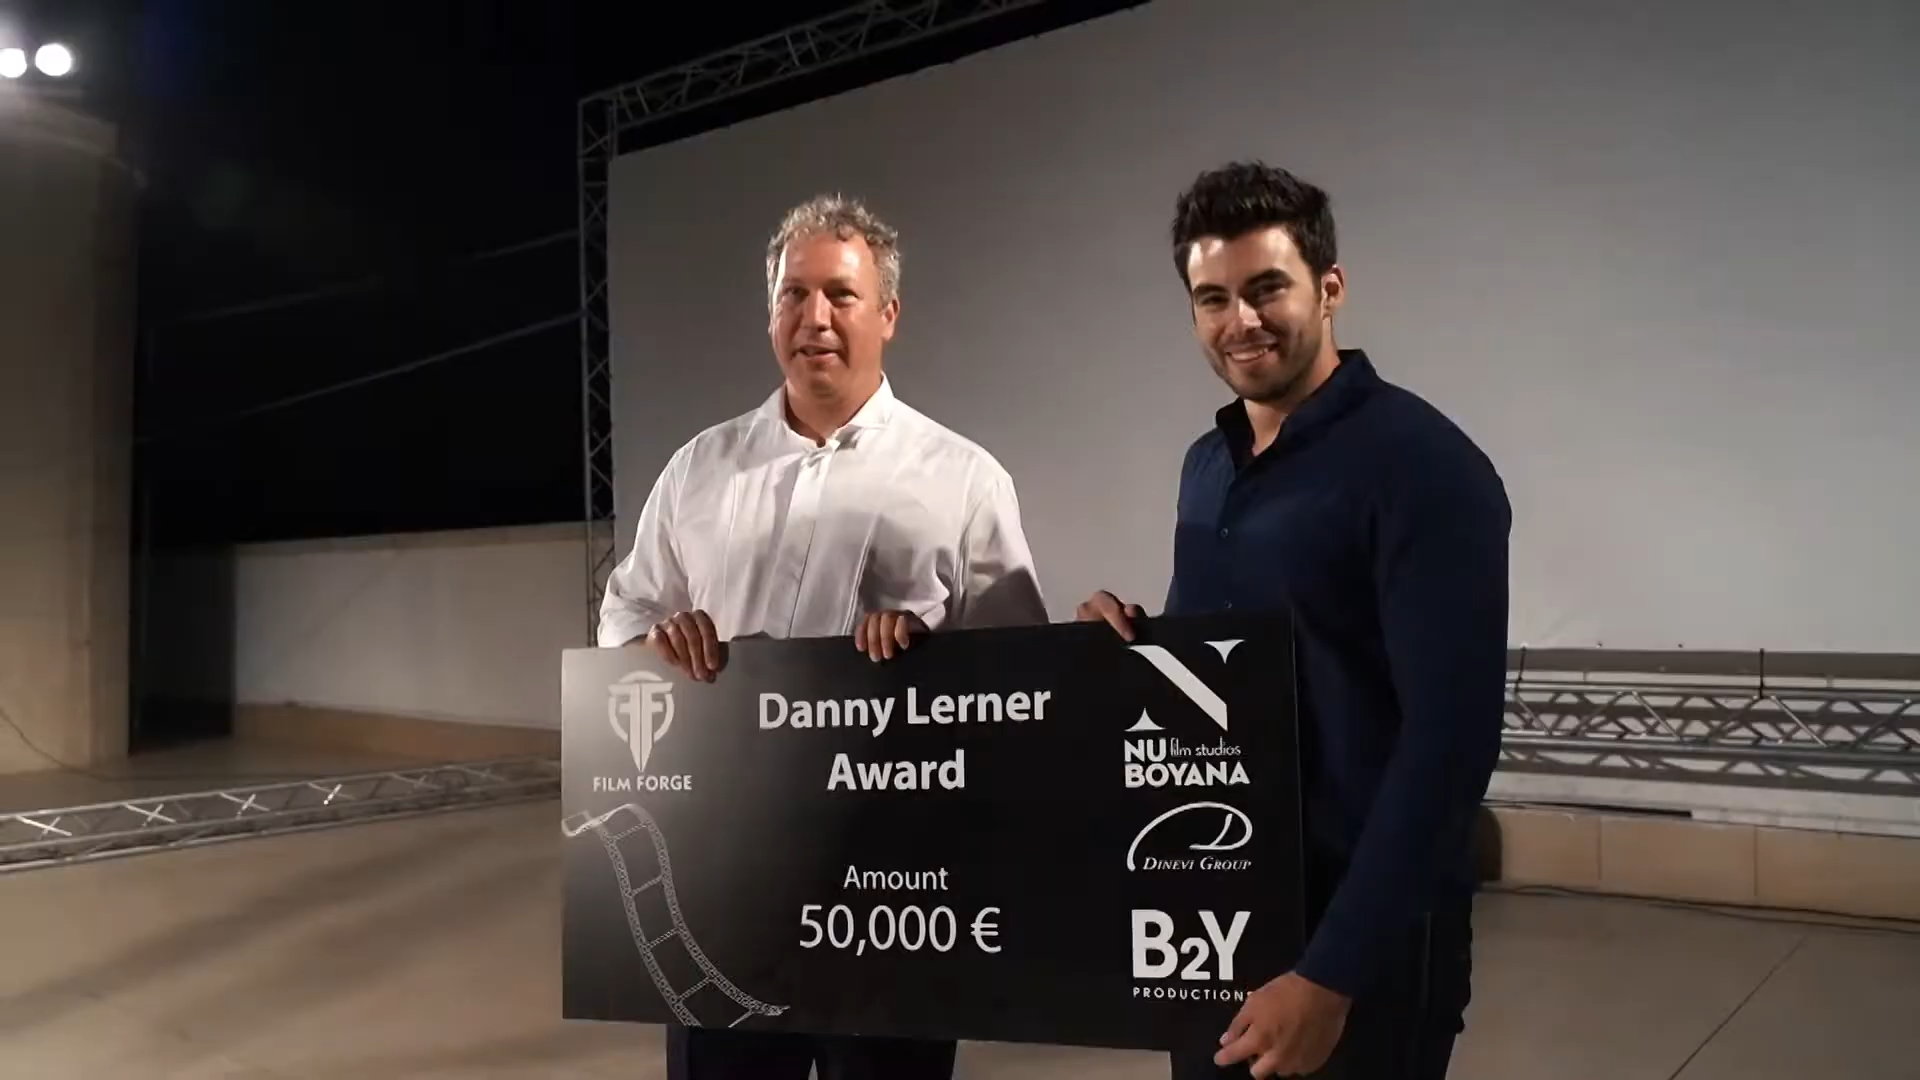 FILM FORGE
Danny Lerner
Award
Amount
50,000 €
NU film studios
BOYANA
DINEVI GROUP
B2Y
PRODUCTIONS